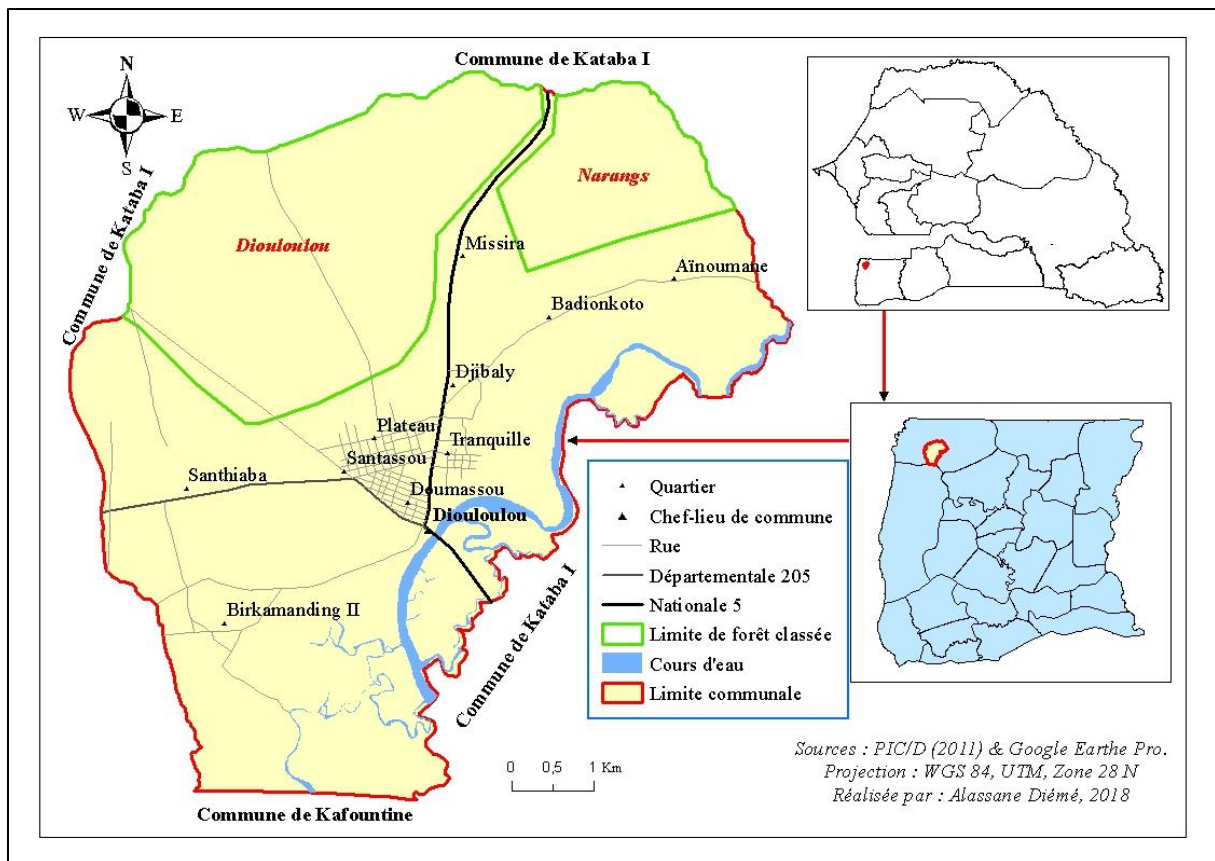 Commune de Kataba I
N
W
E
S
Commune de Kataba I
Narangs
Diouloulou
Missira
Aïnoumane
Badionkoto
Djibaly
Plateau
Tranquille
Santassou
Santhiaba
Doumassou
Diouloulou
Birkamanding II
Commune de Kataba I
Commune de Kafountine
0 0,5 1 Km
Quartier
Chef-lieu de commune
Rue
Départementale 205
Nationale 5
Limite de forêt classée
Cours d'eau
Limite communale
Sources : PIC/D (2011) & Google Earthe Pro.
Projection : WGS 84, UTM, Zone 28 N
Réalisée par : Alassane Diémé, 2018